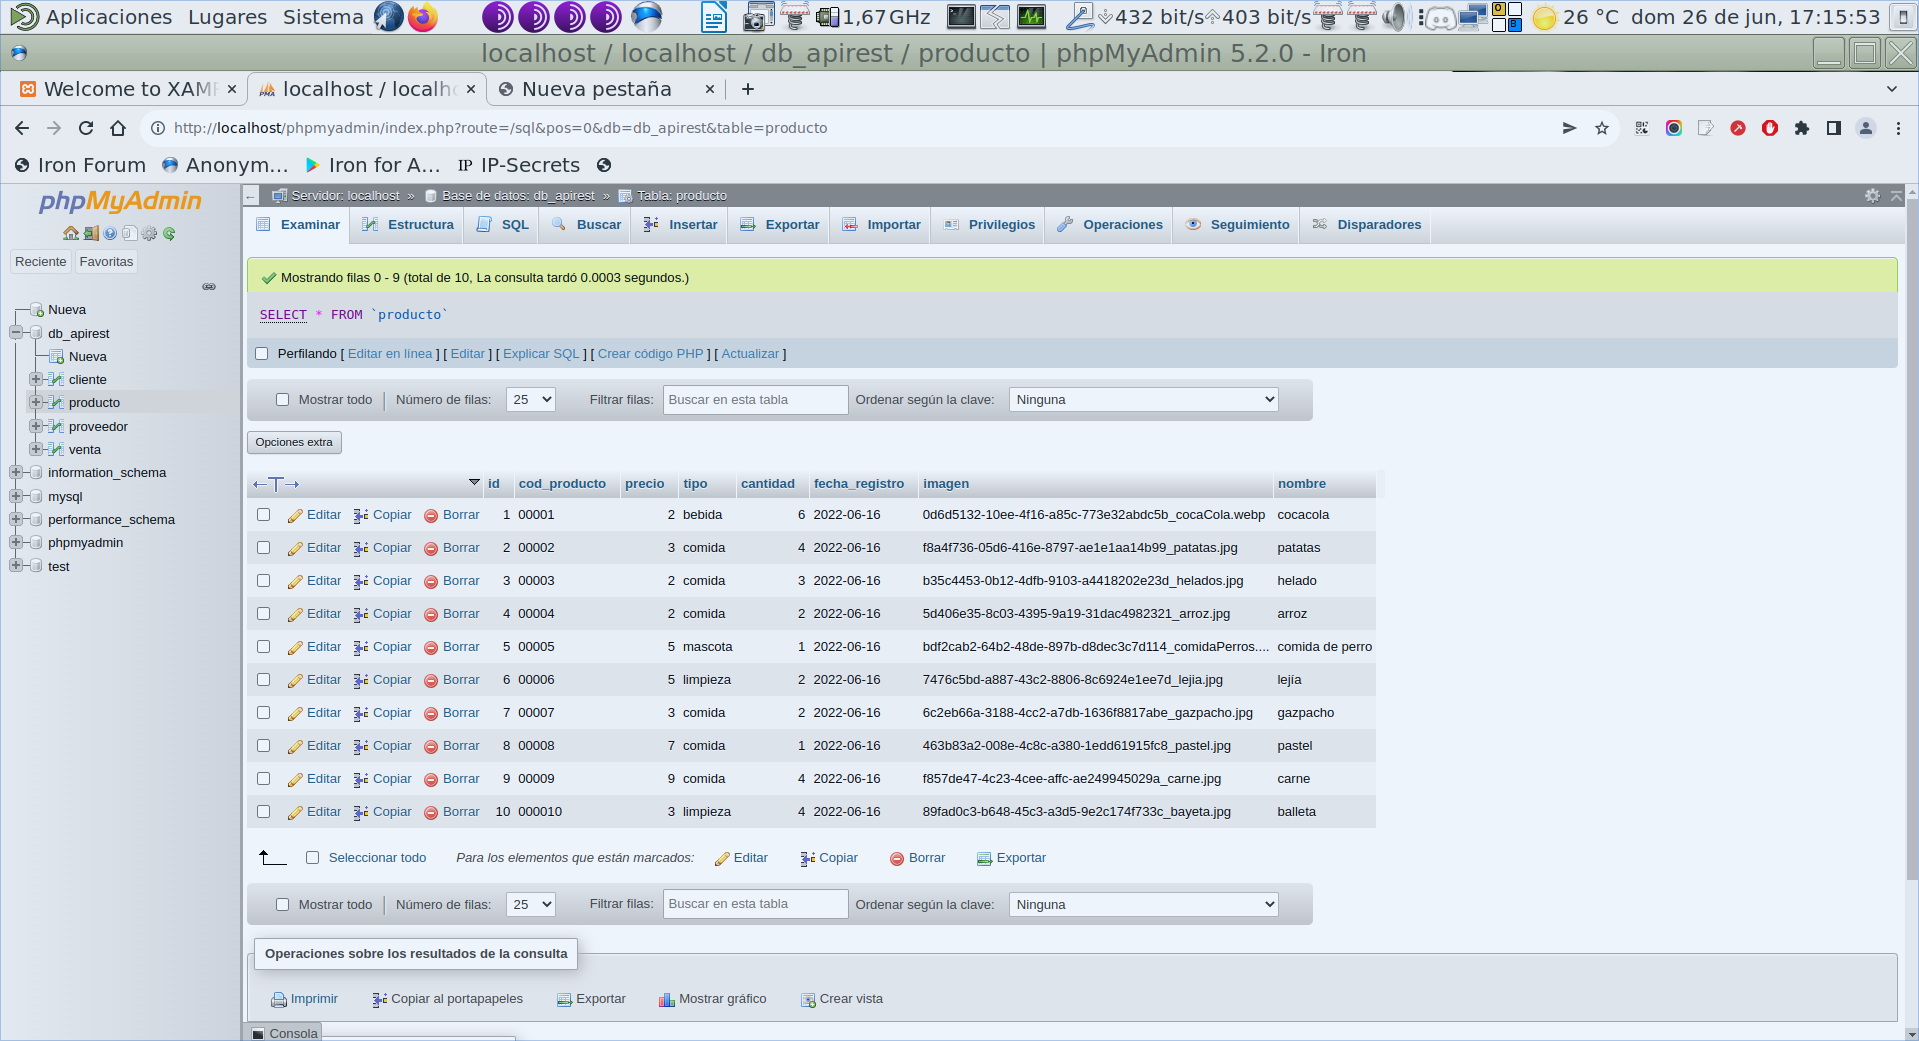 Aplicaciones Lugares Sistema 1,67GHz 432 bit/s 403 bit/s 26 °C dom 26 de jun, 17:15:53
localhost / localhost / db_apirest / producto | phpMyAdmin 5.2.0 - Iron
Welcome to XAM × localhost / localh × Nueva pestaña × +
http://localhost/phpmyadmin/index.php?route=/sql&pos=0&db=db_apirest&table=producto
Iron Forum Anonym... Iron for A... IP IP-Secrets
phpMyAdmin
Reciente Favoritas
Nueva
db_apirest
Nueva
cliente
producto
proveedor
venta
information_schema
mysql
performance_schema
phpmyadmin
test
Servidor: localhost » Base de datos: db_apirest » Tabla: producto
Examinar Estructura SQL Buscar Insertar Exportar Importar Privilegios Operaciones Seguimiento Disparadores
Mostrando filas 0 - 9 (total de 10, La consulta tardó 0.0003 segundos.)
SELECT * FROM `producto`
Perfilando [ Editar en línea ] [ Editar ] [ Explicar SQL ] [ Crear código PHP ] [ Actualizar ]
Mostrar todo | Número de filas: 25 Filtrar filas: Buscar en esta tabla Ordenar según la clave: Ninguna
Opciones extra
←T→ id cod_producto precio tipo cantidad fecha_registro imagen nombre
Editar Copiar Borrar 1 00001 2 bebida 6 2022-06-16 0d6d5132-10ee-4f16-a85c-773e32abdc5b_cocaCola.webp cocacola
Editar Copiar Borrar 2 00002 3 comida 4 2022-06-16 f8a4f736-05d6-416e-8797-ae1e1aa14b99_patatas.jpg patatas
Editar Copiar Borrar 3 00003 2 comida 3 2022-06-16 b35c4453-0b12-4dfb-9103-a4418202e23d_helados.jpg helado
Editar Copiar Borrar 4 00004 2 comida 2 2022-06-16 5d406e35-8c03-4395-9a19-31dac4982321_arroz.jpg arroz
Editar Copiar Borrar 5 00005 5 mascota 1 2022-06-16 bdf2cab2-64b2-48de-897b-d8dec3c7d114_comidaPerros.... comida de perro
Editar Copiar Borrar 6 00006 5 limpieza 2 2022-06-16 7476c5bd-a887-43c2-8806-8c6924e1ee7d_lejia.jpg lejía
Editar Copiar Borrar 7 00007 3 comida 2 2022-06-16 6c2eb66a-3188-4cc2-a7db-1636f8817abe_gazpacho.jpg gazpacho
Editar Copiar Borrar 8 00008 7 comida 1 2022-06-16 463b83a2-008e-4c8c-a380-1edd61915fc8_pastel.jpg pastel
Editar Copiar Borrar 9 00009 9 comida 4 2022-06-16 f857de47-4c23-4cee-affc-ae249945029a_carne.jpg carne
Editar Copiar Borrar 10 000010 3 limpieza 4 2022-06-16 89fad0c3-b648-45c3-a3d5-9e2c174f733c_bayeta.jpg balleta
Seleccionar todo Para los elementos que están marcados: Editar Copiar Borrar Exportar
Mostrar todo | Número de filas: 25 Filtrar filas: Buscar en esta tabla Ordenar según la clave: Ninguna
Operaciones sobre los resultados de la consulta
Imprimir Copiar al portapapeles Exportar Mostrar gráfico Crear vista
Consola